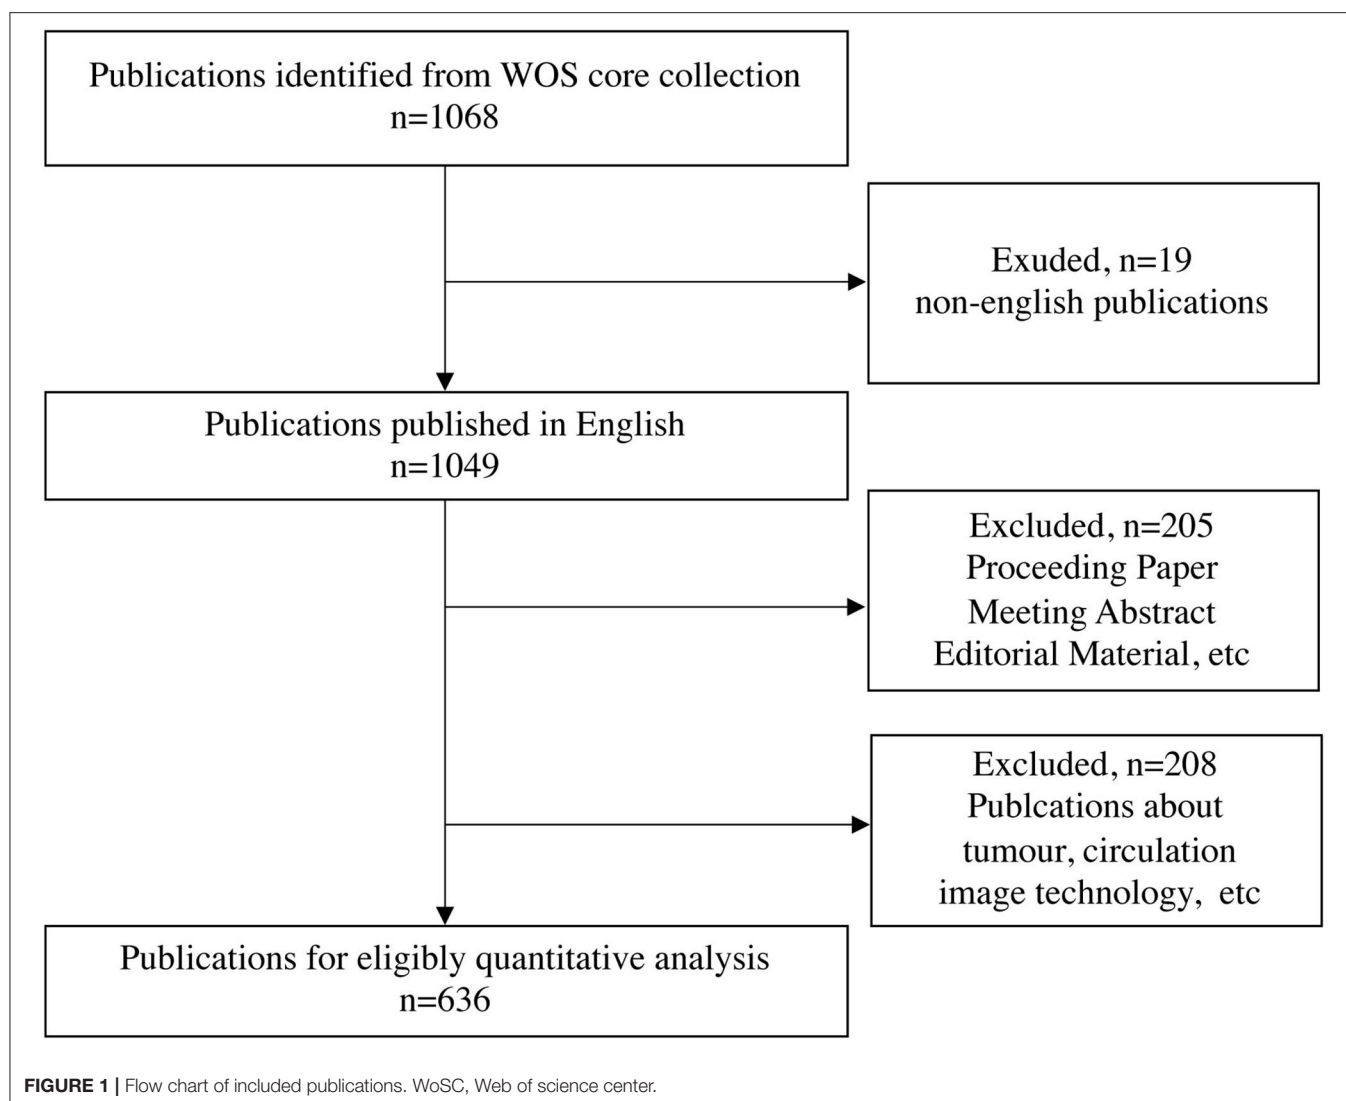 Publications identified from WOS core collection
n=1068
Exuded, n=19
non-english publications
Publications published in English
n=1049
Excluded, n=205
Proceeding Paper
Meeting Abstract
Editorial Material, etc
Excluded, n=208
Publcations about
tumour, circulation
image technology, etc
Publications for eligibly quantitative analysis
n=636
FIGURE 1 | Flow chart of included publications. WoSC, Web of science center.